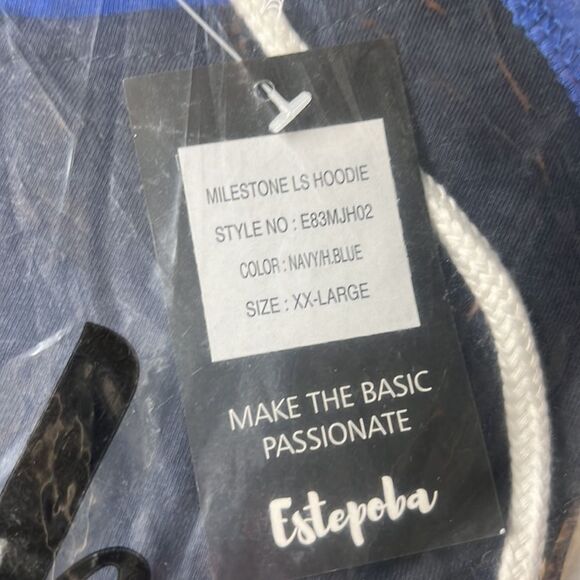 MILESTONE LS HOODIE
STYLE NO : E83MJH02
COLOR : NAVY/H.BLUE
SIZE : XX-LARGE
MAKE THE BASIC
PASSIONATE
Estepoba